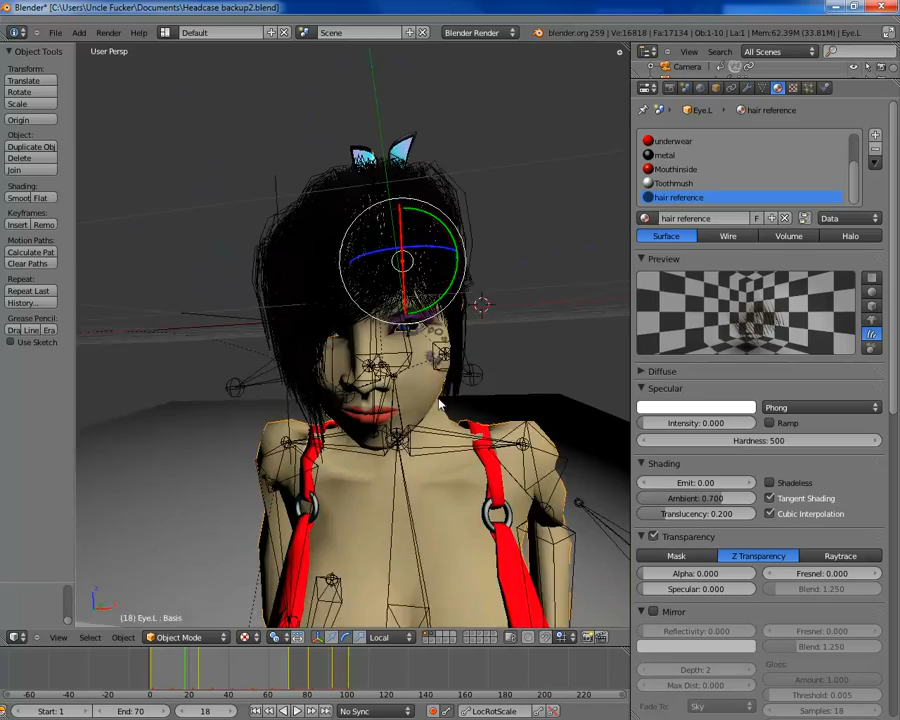 Blender* [C:\Users\Uncle Fucker\Documents\Headcase backup2.blend]
File Add Render Help Default Scene Blender Render blender.org 259 | Ve:16818 | Fa:17134 | Ob:1-10 | La:1 | Mem:62.39M (33.81M) | Eye.L
Object Tools
Transform:
Translate
Rotate
Scale
Origin
Object:
Duplicate Obj
Delete
Join
Shading:
Smoot Flat
Keyframes:
Insert Remo
Motion Paths:
Calculate Pat
Clear Paths
Repeat:
Repeat Last
History...
Grease Pencil:
Dra Line Era
Use Sketch
User Persp
(18) Eye.L : Basis
View Search All Scenes
Camera
Eye.L hair reference
underwear
metal
Mouthinside
Toothmush
hair reference
hair reference F Data
Surface Wire Volume Halo
Preview
Diffuse
Specular
Phong
Intensity: 0.000 Ramp
Hardness: 500
Shading
Emit: 0.00 Shadeless
Ambient: 0.700 Tangent Shading
Translucency: 0.200 Cubic Interpolation
Transparency
Mask Z Transparency Raytrace
Alpha: 0.000 Fresnel: 0.000
Specular: 0.000 Blend: 1.250
Mirror
Reflectivity: 0.000 Fresnel: 0.000
Blend: 1.250
Depth: 2 Gloss:
Amount: 1.000
Max Dist: 0.000
Threshold: 0.005
Fade To: Sky Samples: 18
View Select Object Object Mode Local
-60 -40 -20 0 20 40 60 80 100 120 140 160 180 200 220 240 260 280
Start: 1 End: 70 18 No Sync LocRotScale